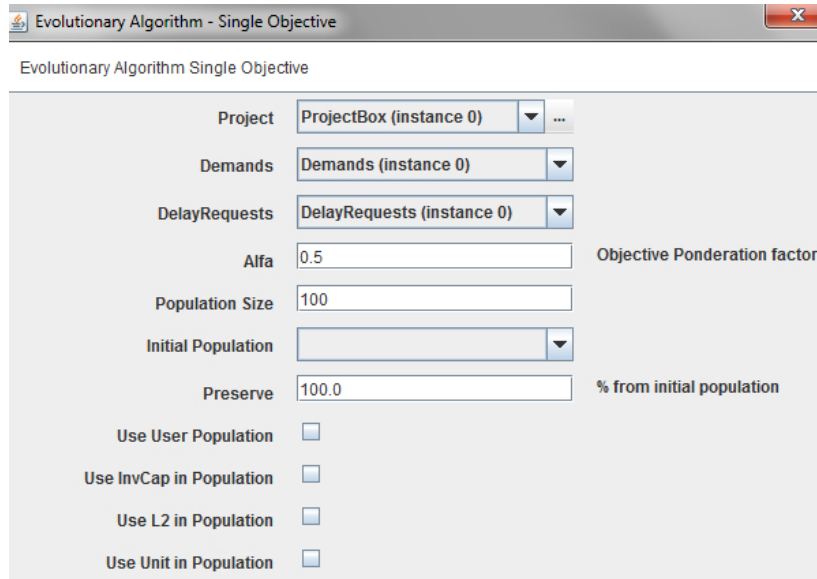 Evolutionary Algorithm - Single Objective
Evolutionary Algorithm Single Objective
Project ProjectBox (instance 0) ...
Demands Demands (instance 0)
DelayRequests DelayRequests (instance 0)
Alfa 0.5 Objective Ponderation factor
Population Size 100
Initial Population
Preserve 100.0 % from initial population
Use User Population
Use InvCap in Population
Use L2 in Population
Use Unit in Population